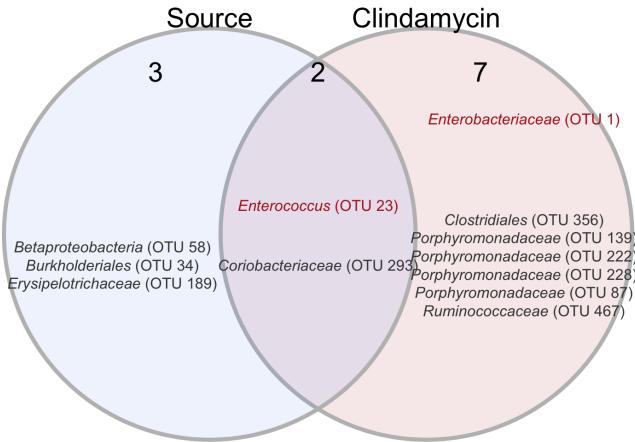 Source
Clindamycin
3
2
7
Enterobacteriaceae (OTU 1)
Enterococcus (OTU 23)
Betaproteobacteria (OTU 58)
Burkholderiales (OTU 34)
Erysipelotrichaceae (OTU 189)
Coriobacteriaceae (OTU 293)
Clostridiales (OTU 356)
Porphyromonadaceae (OTU 139)
Porphyromonadaceae (OTU 222)
Porphyromonadaceae (OTU 228)
Porphyromonadaceae (OTU 87)
Ruminococcaceae (OTU 467)